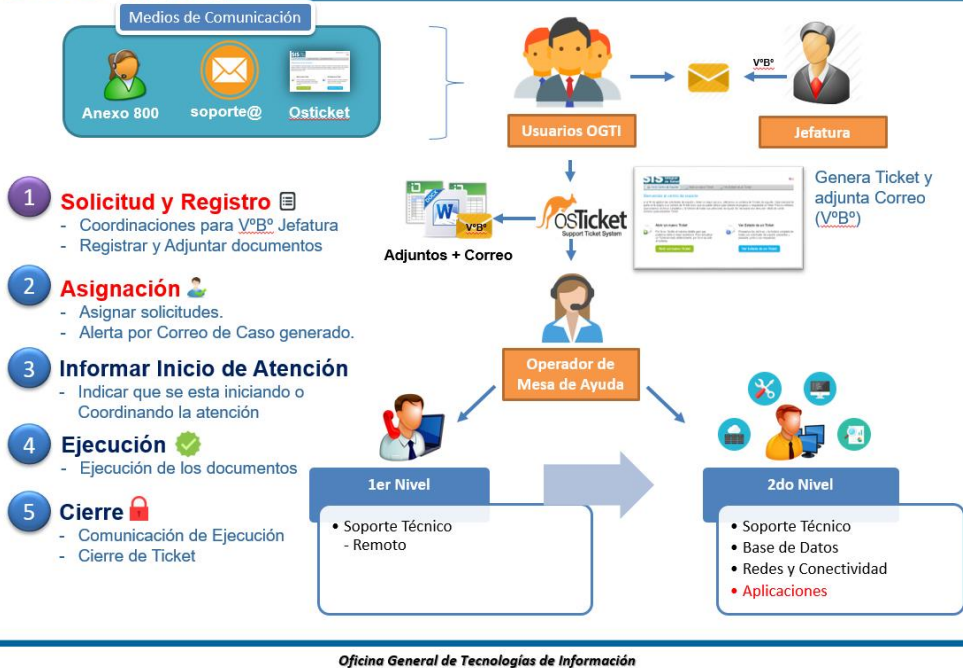 Medios de Comunicación
Anexo 800
soporte@
Osticket
Usuarios OGTI
VºBº
Jefatura
1
Solicitud y Registro
- Coordinaciones para VºBº Jefatura
- Registrar y Adjuntar documentos
W
VºBº
Adjuntos + Correo
osTicket
Support Ticket System
SIS
Genera Ticket y
adjunta Correo
(VºBº)
2
Asignación
- Asignar solicitudes.
- Alerta por Correo de Caso generado.
3
Informar Inicio de Atención
- Indicar que se esta iniciando o
Coordinando la atención
Operador de
Mesa de Ayuda
4
Ejecución
- Ejecución de los documentos
5
Cierre
- Comunicación de Ejecución
- Cierre de Ticket
1er Nivel
• Soporte Técnico
- Remoto
2do Nivel
• Soporte Técnico
• Base de Datos
• Redes y Conectividad
• Aplicaciones
Oficina General de Tecnologías de Información